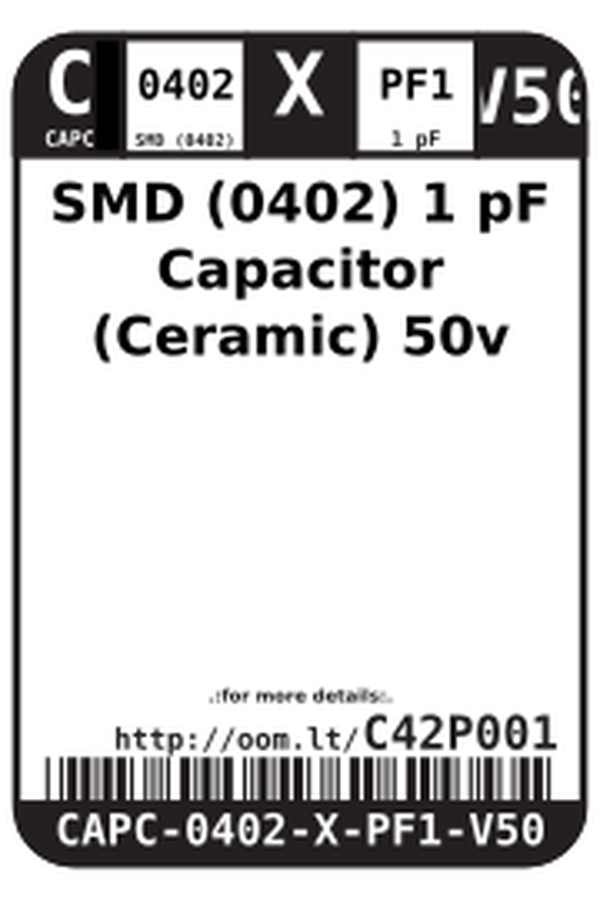 C 0402 X PF1 V50
CAPC SMD (0402) 1 pF
SMD (0402) 1 pF
Capacitor
(Ceramic) 50v
.:for more details:.
http://oom.lt/C42P001
CAPC-0402-X-PF1-V50